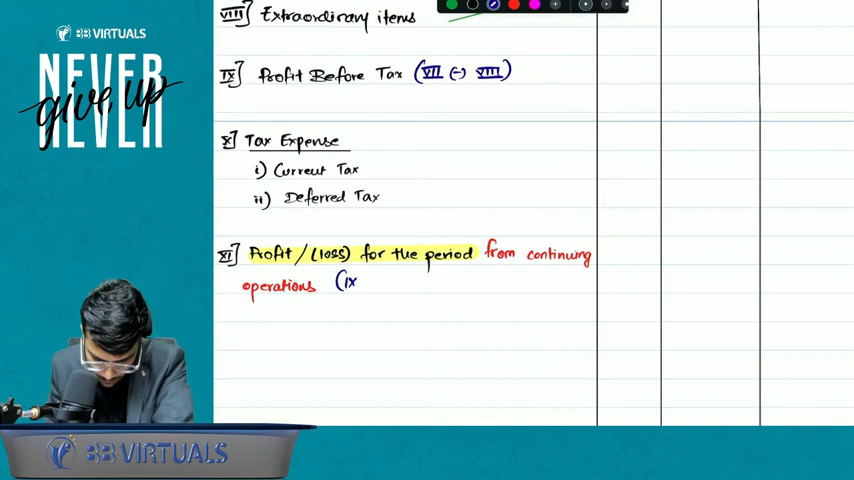 VIII] Extraordinary items
BB VIRTUALS
NEVER
give up
NEVER
IX] Profit Before Tax (VII (-) VIII)
X] Tax Expense
i) Current Tax
ii) Deferred Tax
XI] Profit/(loss) for the period from continuing
operations (IX
BB VIRTUALS